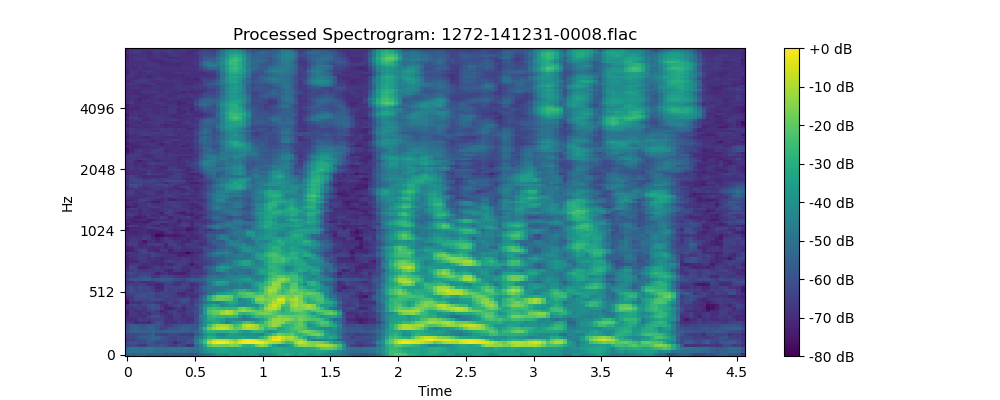 Processed Spectrogram: 1272-141231-0008.flac
Hz
4096
2048
1024
512
0
0 0.5 1 1.5 2 2.5 3 3.5 4 4.5
Time
+0 dB
-10 dB
-20 dB
-30 dB
-40 dB
-50 dB
-60 dB
-70 dB
-80 dB